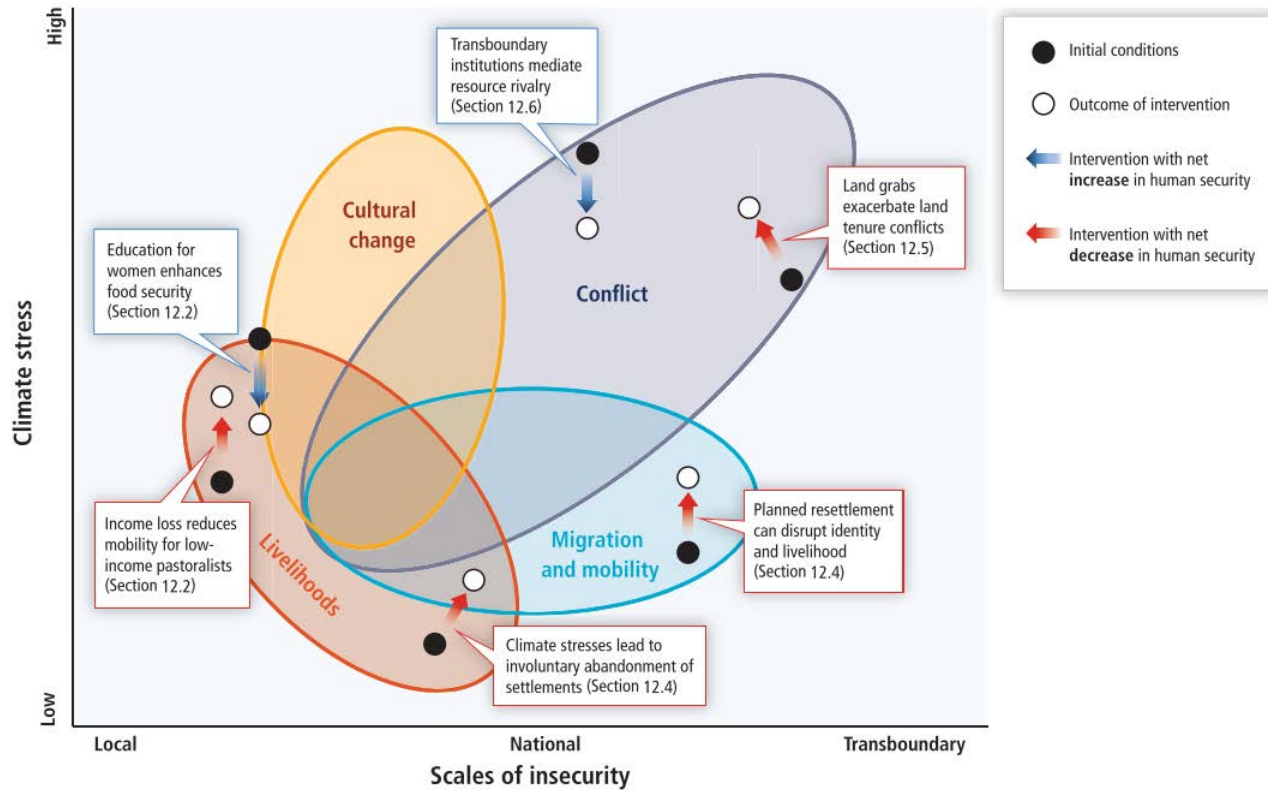 High
Climate stress
Low
Local
National
Transboundary
Scales of insecurity
Transboundary
institutions mediate
resource rivalry
(Section 12.6)
Cultural
change
Education for
women enhances
food security
(Section 12.2)
Conflict
Land grabs
exacerbate land
tenure conflicts
(Section 12.5)
Income loss reduces
mobility for low-
income pastoralists
(Section 12.2)
Livelihoods
Migration
and mobility
Planned resettlement
can disrupt identity
and livelihood
(Section 12.4)
Climate stresses lead to
involuntary abandonment of
settlements (Section 12.4)
Initial conditions
Outcome of intervention
Intervention with net
increase in human security
Intervention with net
decrease in human security